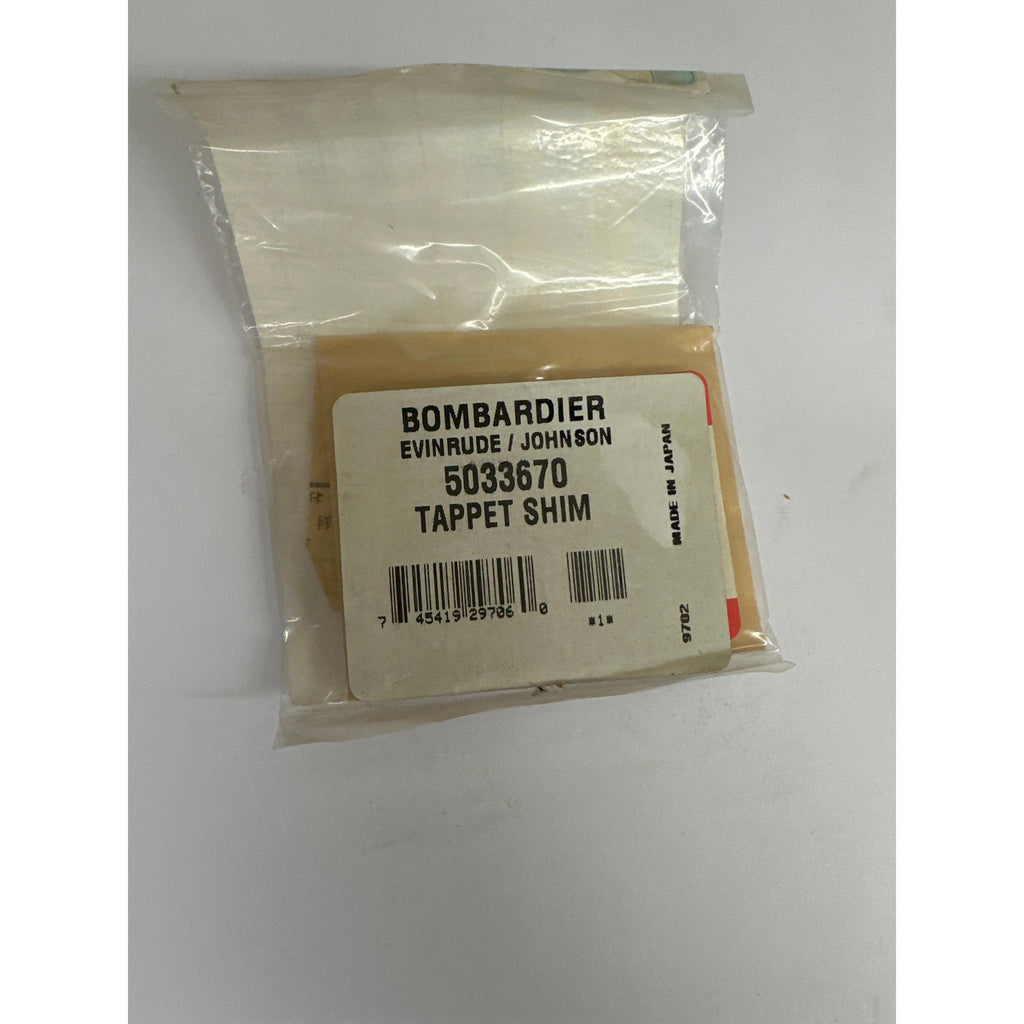 BOMBARDIER
EVINRUDE / JOHNSON
5033670
TAPPET SHIM
7 45419 29706 0
*1*
MADE IN JAPAN
9702